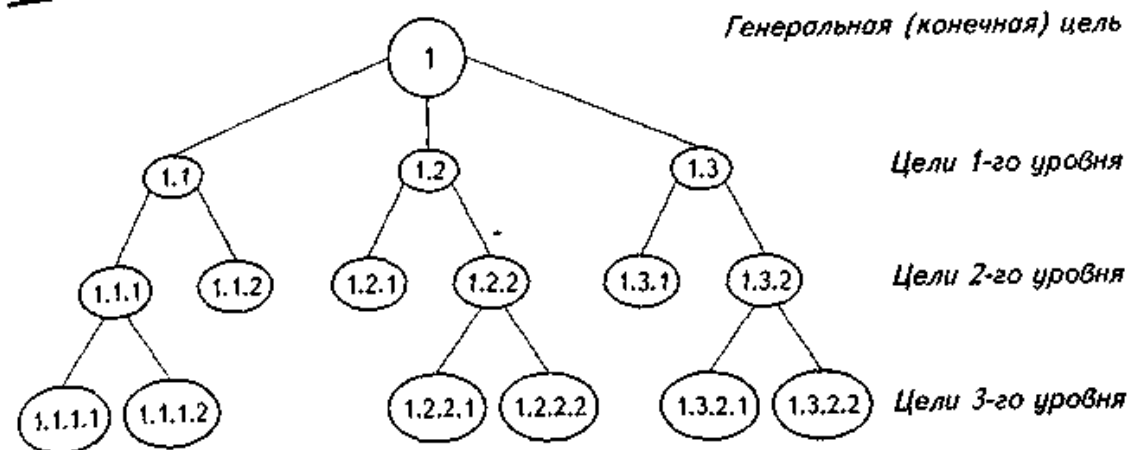 Генеральная (конечная) цель
1
1.1 1.2 1.3 Цели 1-го уровня
1.1.1 1.1.2 1.2.1 1.2.2 1.3.1 1.3.2 Цели 2-го уровня
1.1.1.1 1.1.1.2 1.2.2.1 1.2.2.2 1.3.2.1 1.3.2.2 Цели 3-го уровня